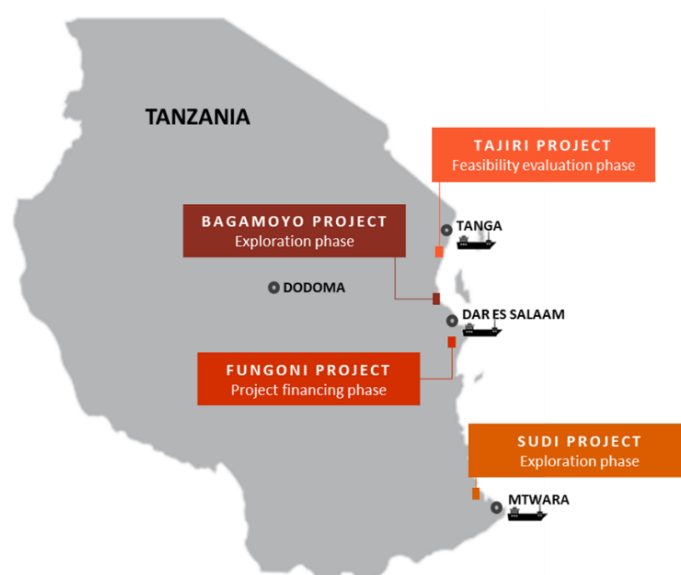 TANZANIA
TAJIRI PROJECT
Feasibility evaluation phase
BAGAMOYO PROJECT
Exploration phase
TANGA
DODOMA
DAR ES SALAAM
FUNGONI PROJECT
Project financing phase
SUDI PROJECT
Exploration phase
MTWARA